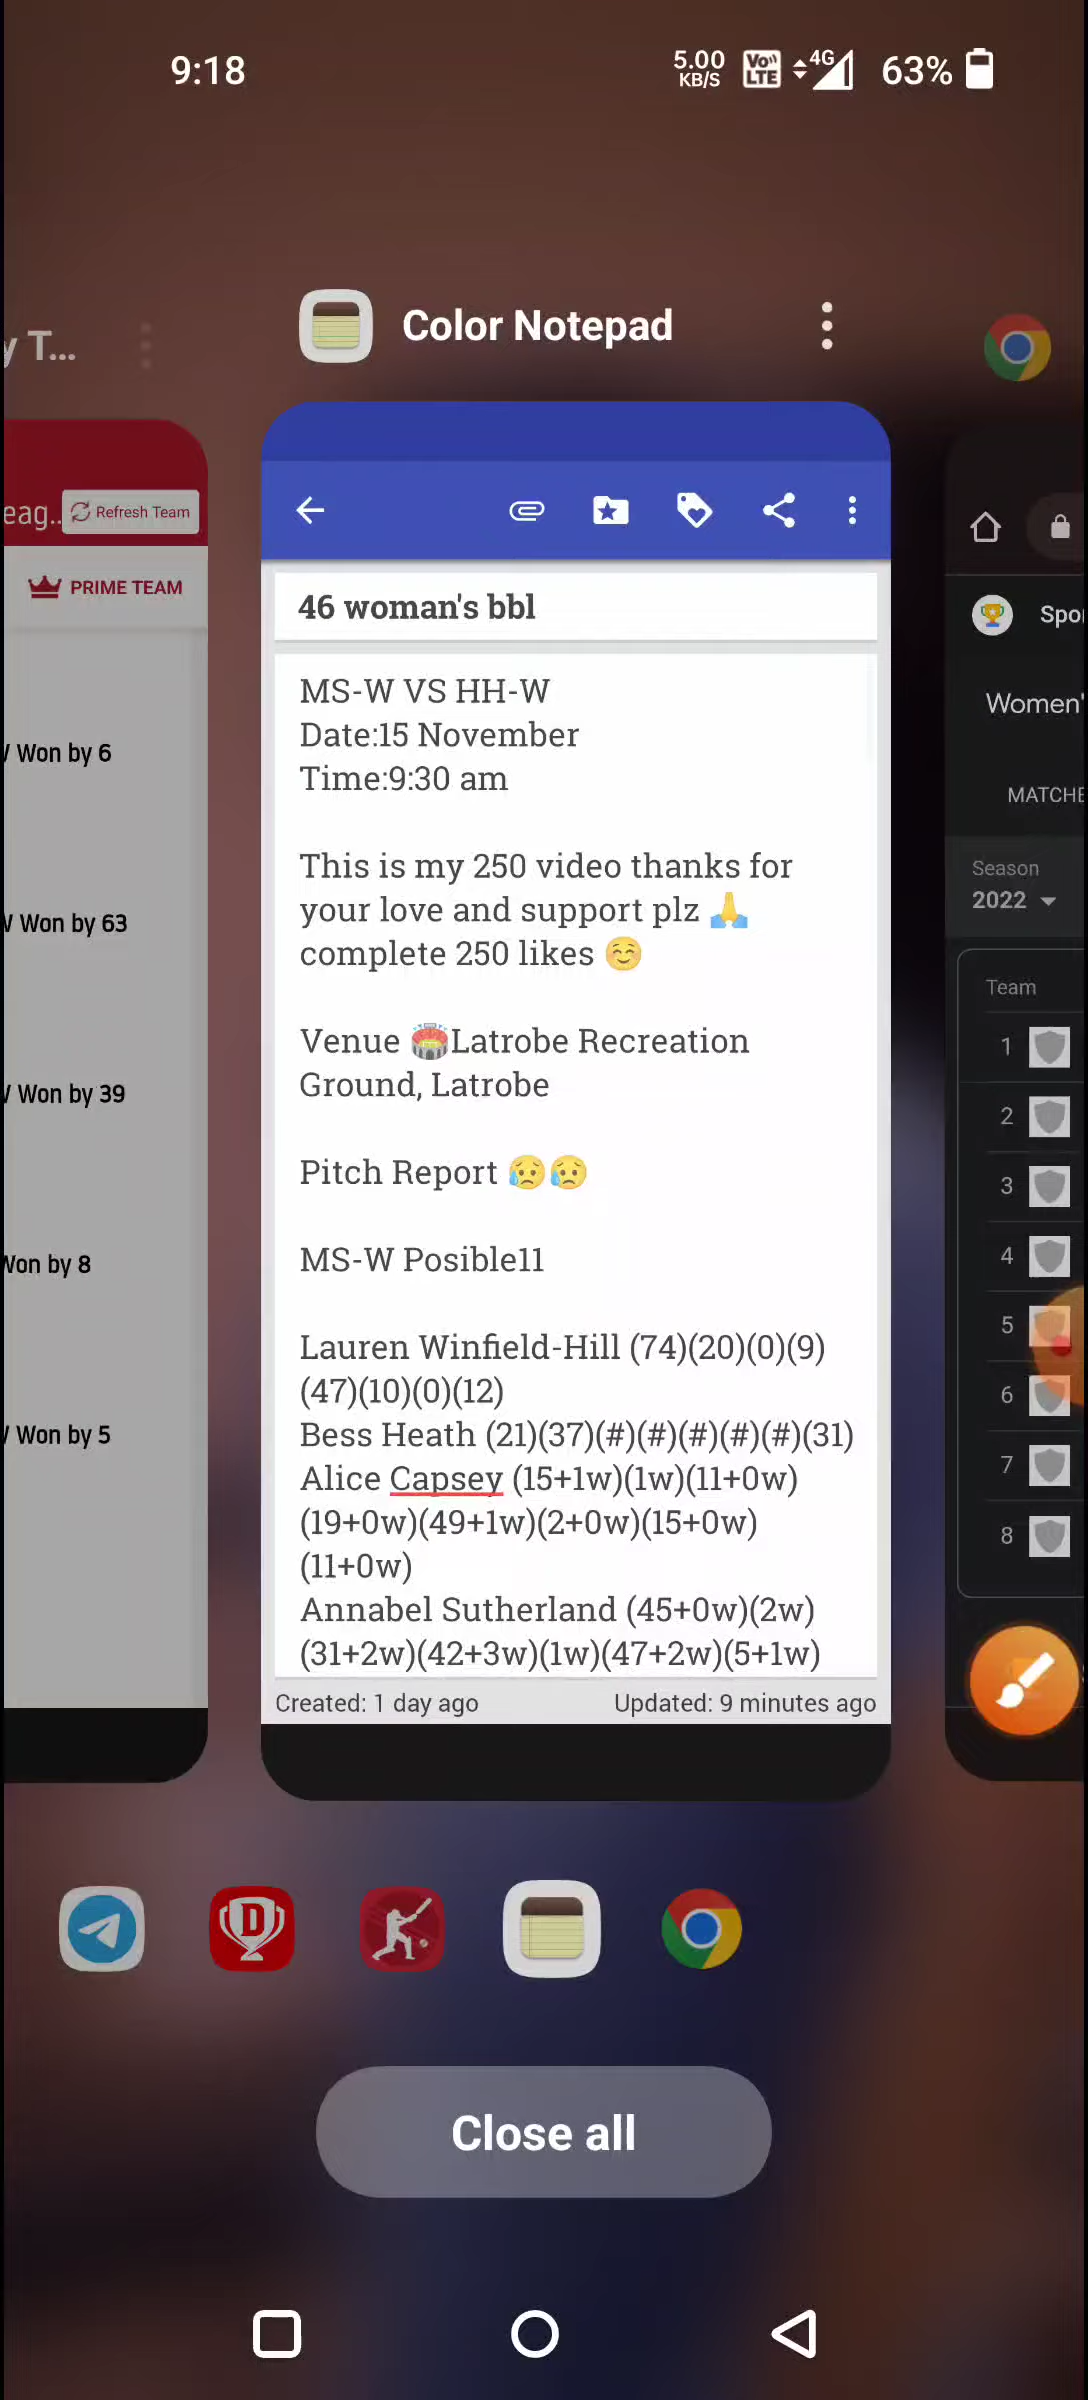 9:18
5.00
KB/S
Vo))
LTE
4G
63%
y T...
Color Notepad
eag..
Refresh Team
PRIME TEAM
Won by 6
Won by 63
Won by 39
Won by 8
Won by 5
46 woman's bbl
MS-W VS HH-W
Date:15 November
Time:9:30 am
This is my 250 video thanks for
your love and support plz 🙏
complete 250 likes ☺️
Venue 🏟️Latrobe Recreation
Ground, Latrobe
Pitch Report 😥😥
MS-W Posible11
Lauren Winfield-Hill (74)(20)(0)(9)
(47)(10)(0)(12)
Bess Heath (21)(37)(#)(#)(#)(#)(#)(31)
Alice Capsey (15+1w)(1w)(11+0w)
(19+0w)(49+1w)(2+0w)(15+0w)
(11+0w)
Annabel Sutherland (45+0w)(2w)
(31+2w)(42+3w)(1w)(47+2w)(5+1w)
Created: 1 day ago
Updated: 9 minutes ago
Spo
Women'
MATCHE
Season
2022
Team
1
2
3
4
5
6
7
8
D
Close all